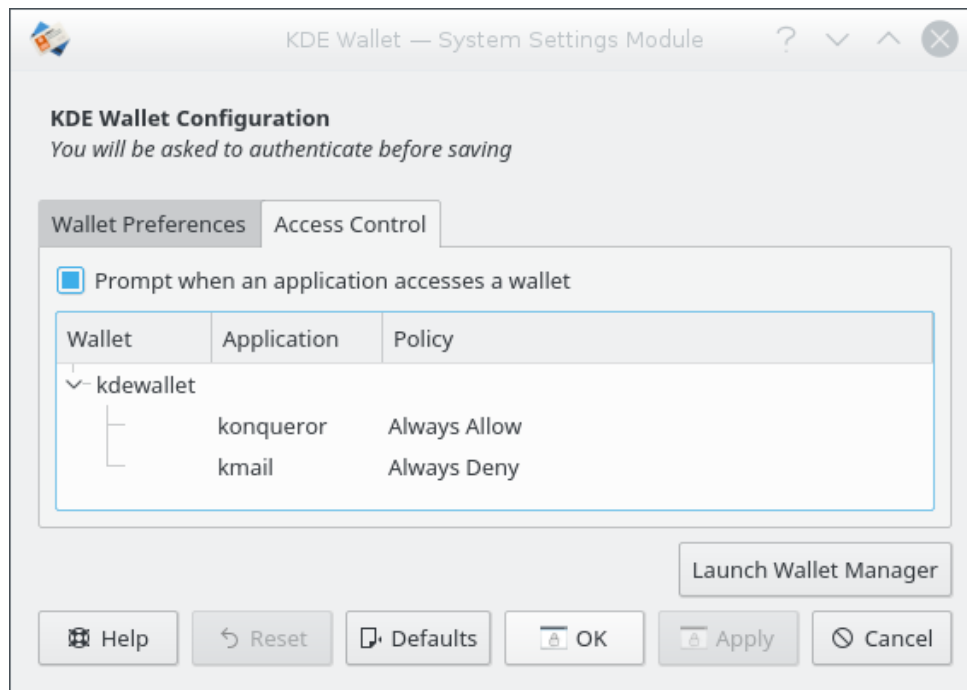 KDE Wallet — System Settings Module
KDE Wallet Configuration
You will be asked to authenticate before saving
Wallet Preferences Access Control
Prompt when an application accesses a wallet
Wallet Application Policy
kdewallet
konqueror Always Allow
kmail Always Deny
Launch Wallet Manager
Help Reset Defaults OK Apply Cancel